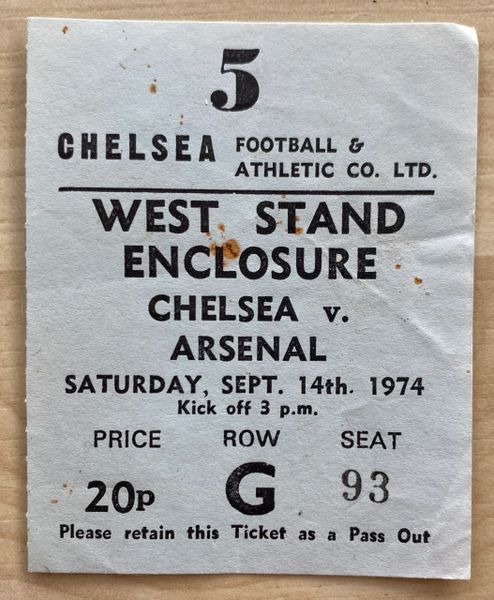 5
CHELSEA FOOTBALL &
ATHLETIC CO. LTD.
WEST STAND
ENCLOSURE
CHELSEA v.
ARSENAL
SATURDAY, SEPT. 14th. 1974
Kick off 3 p.m.
PRICE ROW SEAT
20p G 93
Please retain this Ticket as a Pass Out